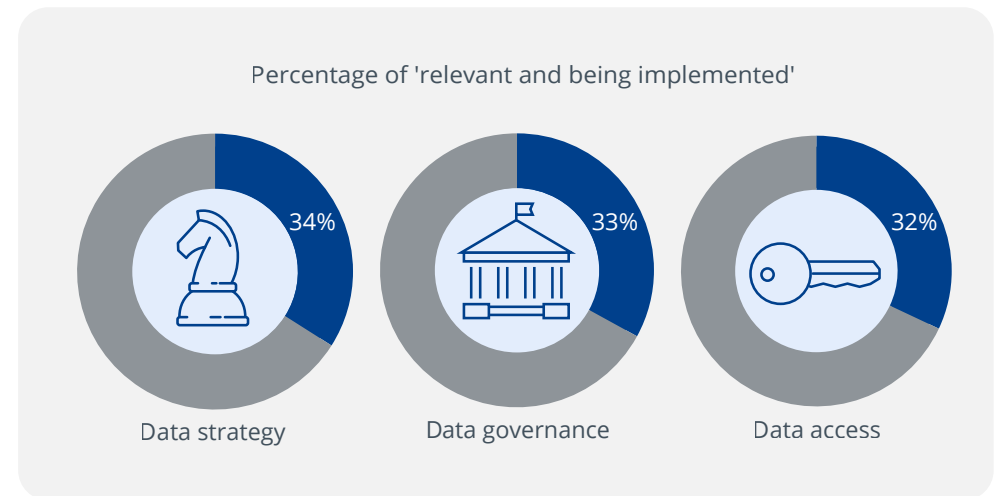 Percentage of 'relevant and being implemented'
34%
33%
32%
Data strategy
Data governance
Data access